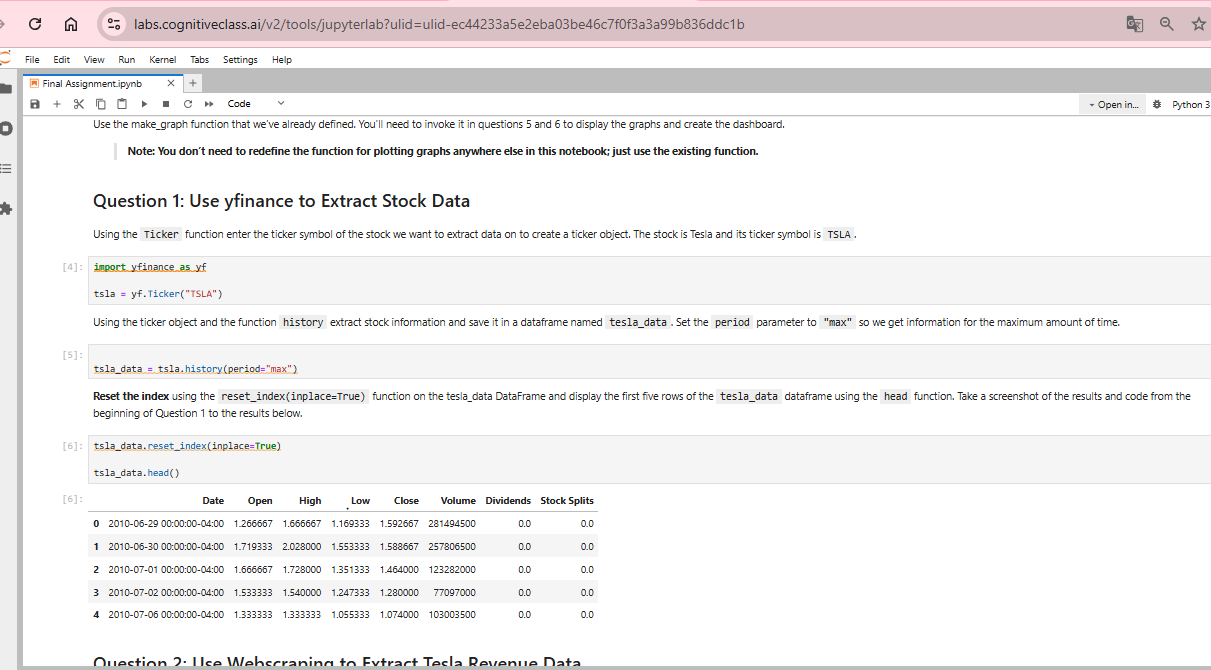 labs.cognitiveclass.ai/v2/tools/jupyterlab?ulid=ulid-ec44233a5e2eba03be46c7f0f3a3a99b836ddc1b
File Edit View Run Kernel Tabs Settings Help
Final Assignment.ipynb
Code Open in... Python 3
Use the make_graph function that we've already defined. You'll need to invoke it in questions 5 and 6 to display the graphs and create the dashboard.
Note: You don't need to redefine the function for plotting graphs anywhere else in this notebook; just use the existing function.
Question 1: Use yfinance to Extract Stock Data
Using the Ticker function enter the ticker symbol of the stock we want to extract data on to create a ticker object. The stock is Tesla and its ticker symbol is TSLA .
[4]: import yfinance as yf
tsla = yf.Ticker("TSLA")
Using the ticker object and the function history extract stock information and save it in a dataframe named tesla_data . Set the period parameter to "max" so we get information for the maximum amount of time.
[5]:
tsla_data = tsla.history(period="max")
Reset the index using the reset_index(inplace=True) function on the tesla_data DataFrame and display the first five rows of the tesla_data dataframe using the head function. Take a screenshot of the results and code from the
beginning of Question 1 to the results below.
[6]: tsla_data.reset_index(inplace=True)
tsla_data.head()
[6]: Date Open High Low Close Volume Dividends Stock Splits
0 2010-06-29 00:00:00-04:00 1.266667 1.666667 1.169333 1.592667 281494500 0.0 0.0
1 2010-06-30 00:00:00-04:00 1.719333 2.028000 1.553333 1.588667 257806500 0.0 0.0
2 2010-07-01 00:00:00-04:00 1.666667 1.728000 1.351333 1.464000 123282000 0.0 0.0
3 2010-07-02 00:00:00-04:00 1.533333 1.540000 1.247333 1.280000 77097000 0.0 0.0
4 2010-07-06 00:00:00-04:00 1.333333 1.333333 1.055333 1.074000 103003500 0.0 0.0
Question 2: Use Webscraping to Extract Tesla Revenue Data